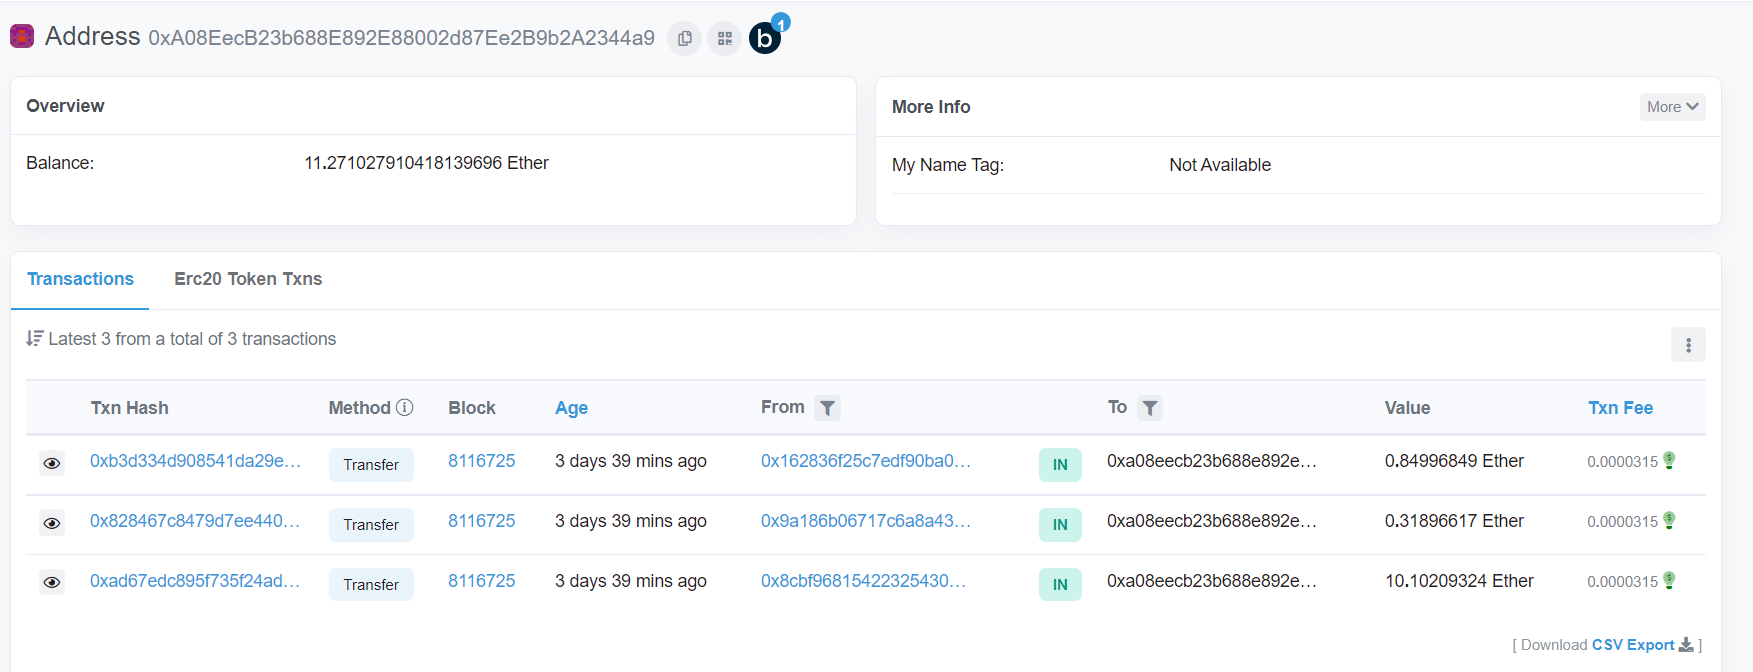 Address 0xA08EecB23b688E892E88002d87Ee2B9b2A2344a9 b 1
Overview
Balance: 11.271027910418139696 Ether
More Info More
My Name Tag: Not Available
Transactions Erc20 Token Txns
Latest 3 from a total of 3 transactions
Txn Hash Method Block Age From To Value Txn Fee
0xb3d334d908541da29e... Transfer 8116725 3 days 39 mins ago 0x162836f25c7edf90ba0... IN 0xa08eecb23b688e892e... 0.84996849 Ether 0.0000315
0x828467c8479d7ee440... Transfer 8116725 3 days 39 mins ago 0x9a186b06717c6a8a43... IN 0xa08eecb23b688e892e... 0.31896617 Ether 0.0000315
0xad67edc895f735f24ad... Transfer 8116725 3 days 39 mins ago 0x8cbf96815422325430... IN 0xa08eecb23b688e892e... 10.10209324 Ether 0.0000315
[ Download CSV Export ]